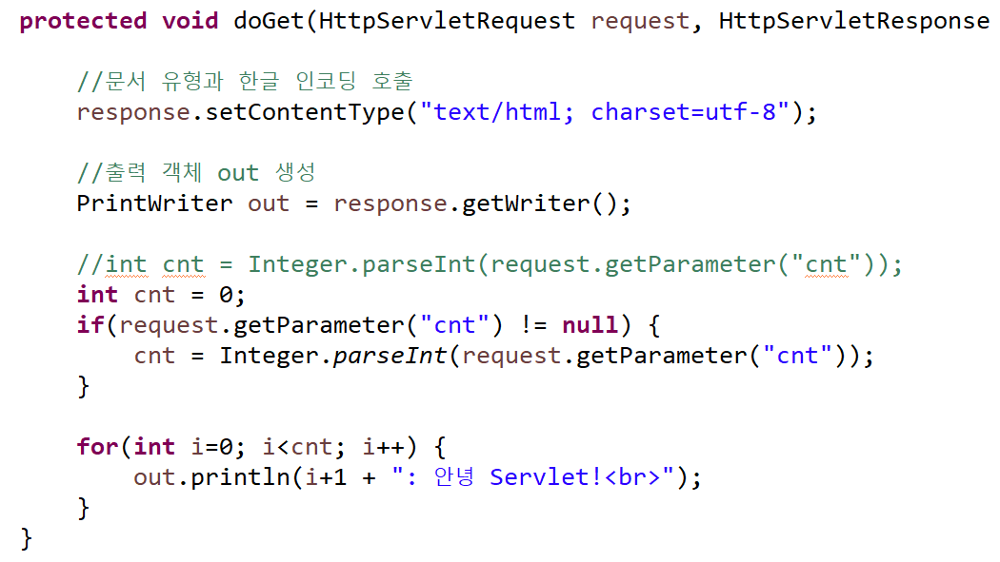 protected void doGet(HttpServletRequest request, HttpServletResponse
//문서 유형과 한글 인코딩 호출
response.setContentType("text/html; charset=utf-8");
//출력 객체 out 생성
PrintWriter out = response.getWriter();
//int cnt = Integer.parseInt(request.getParameter("cnt"));
int cnt = 0;
if(request.getParameter("cnt") != null) {
cnt = Integer.parseInt(request.getParameter("cnt"));
}
for(int i=0; i<cnt; i++) {
out.println(i+1 + ": 안녕 Servlet!<br>");
}
}